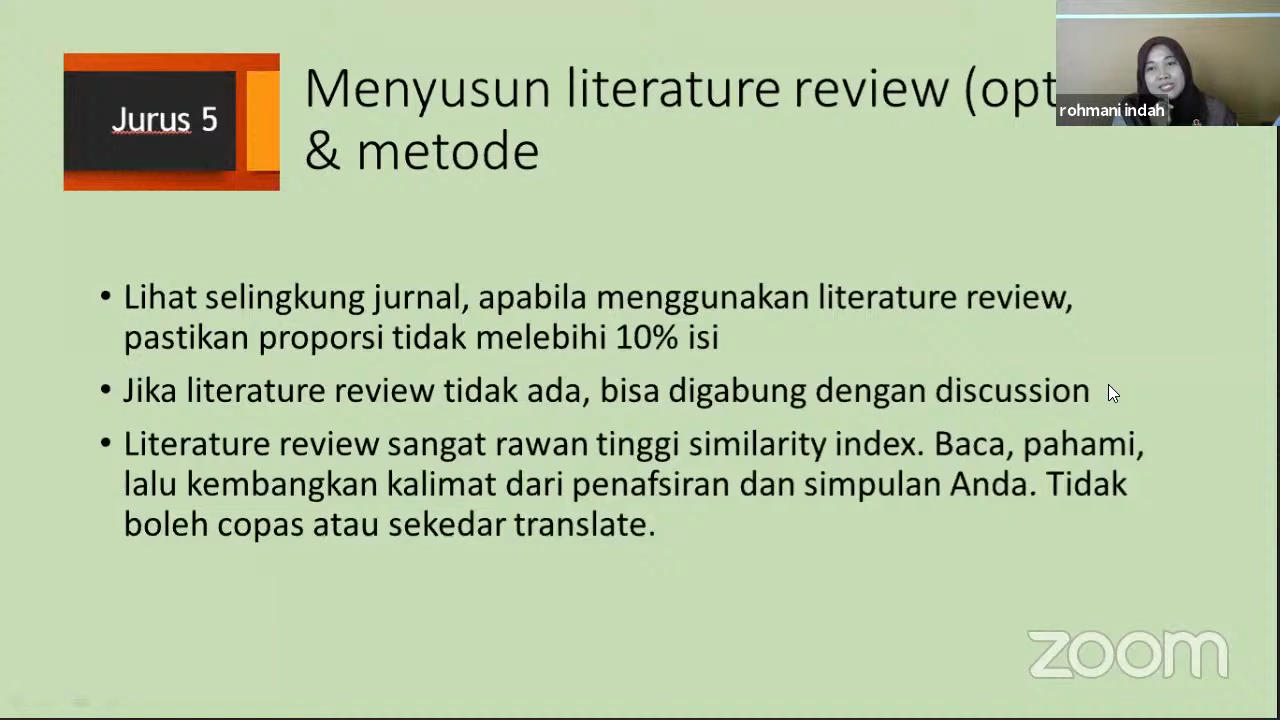 Jurus 5
Menyusun literature review (opt
& metode
rohmani indah
• Lihat selingkung jurnal, apabila menggunakan literature review,
pastikan proporsi tidak melebihi 10% isi
• Jika literature review tidak ada, bisa digabung dengan discussion
• Literature review sangat rawan tinggi similarity index. Baca, pahami,
lalu kembangkan kalimat dari penafsiran dan simpulan Anda. Tidak
boleh copas atau sekedar translate.
zoom